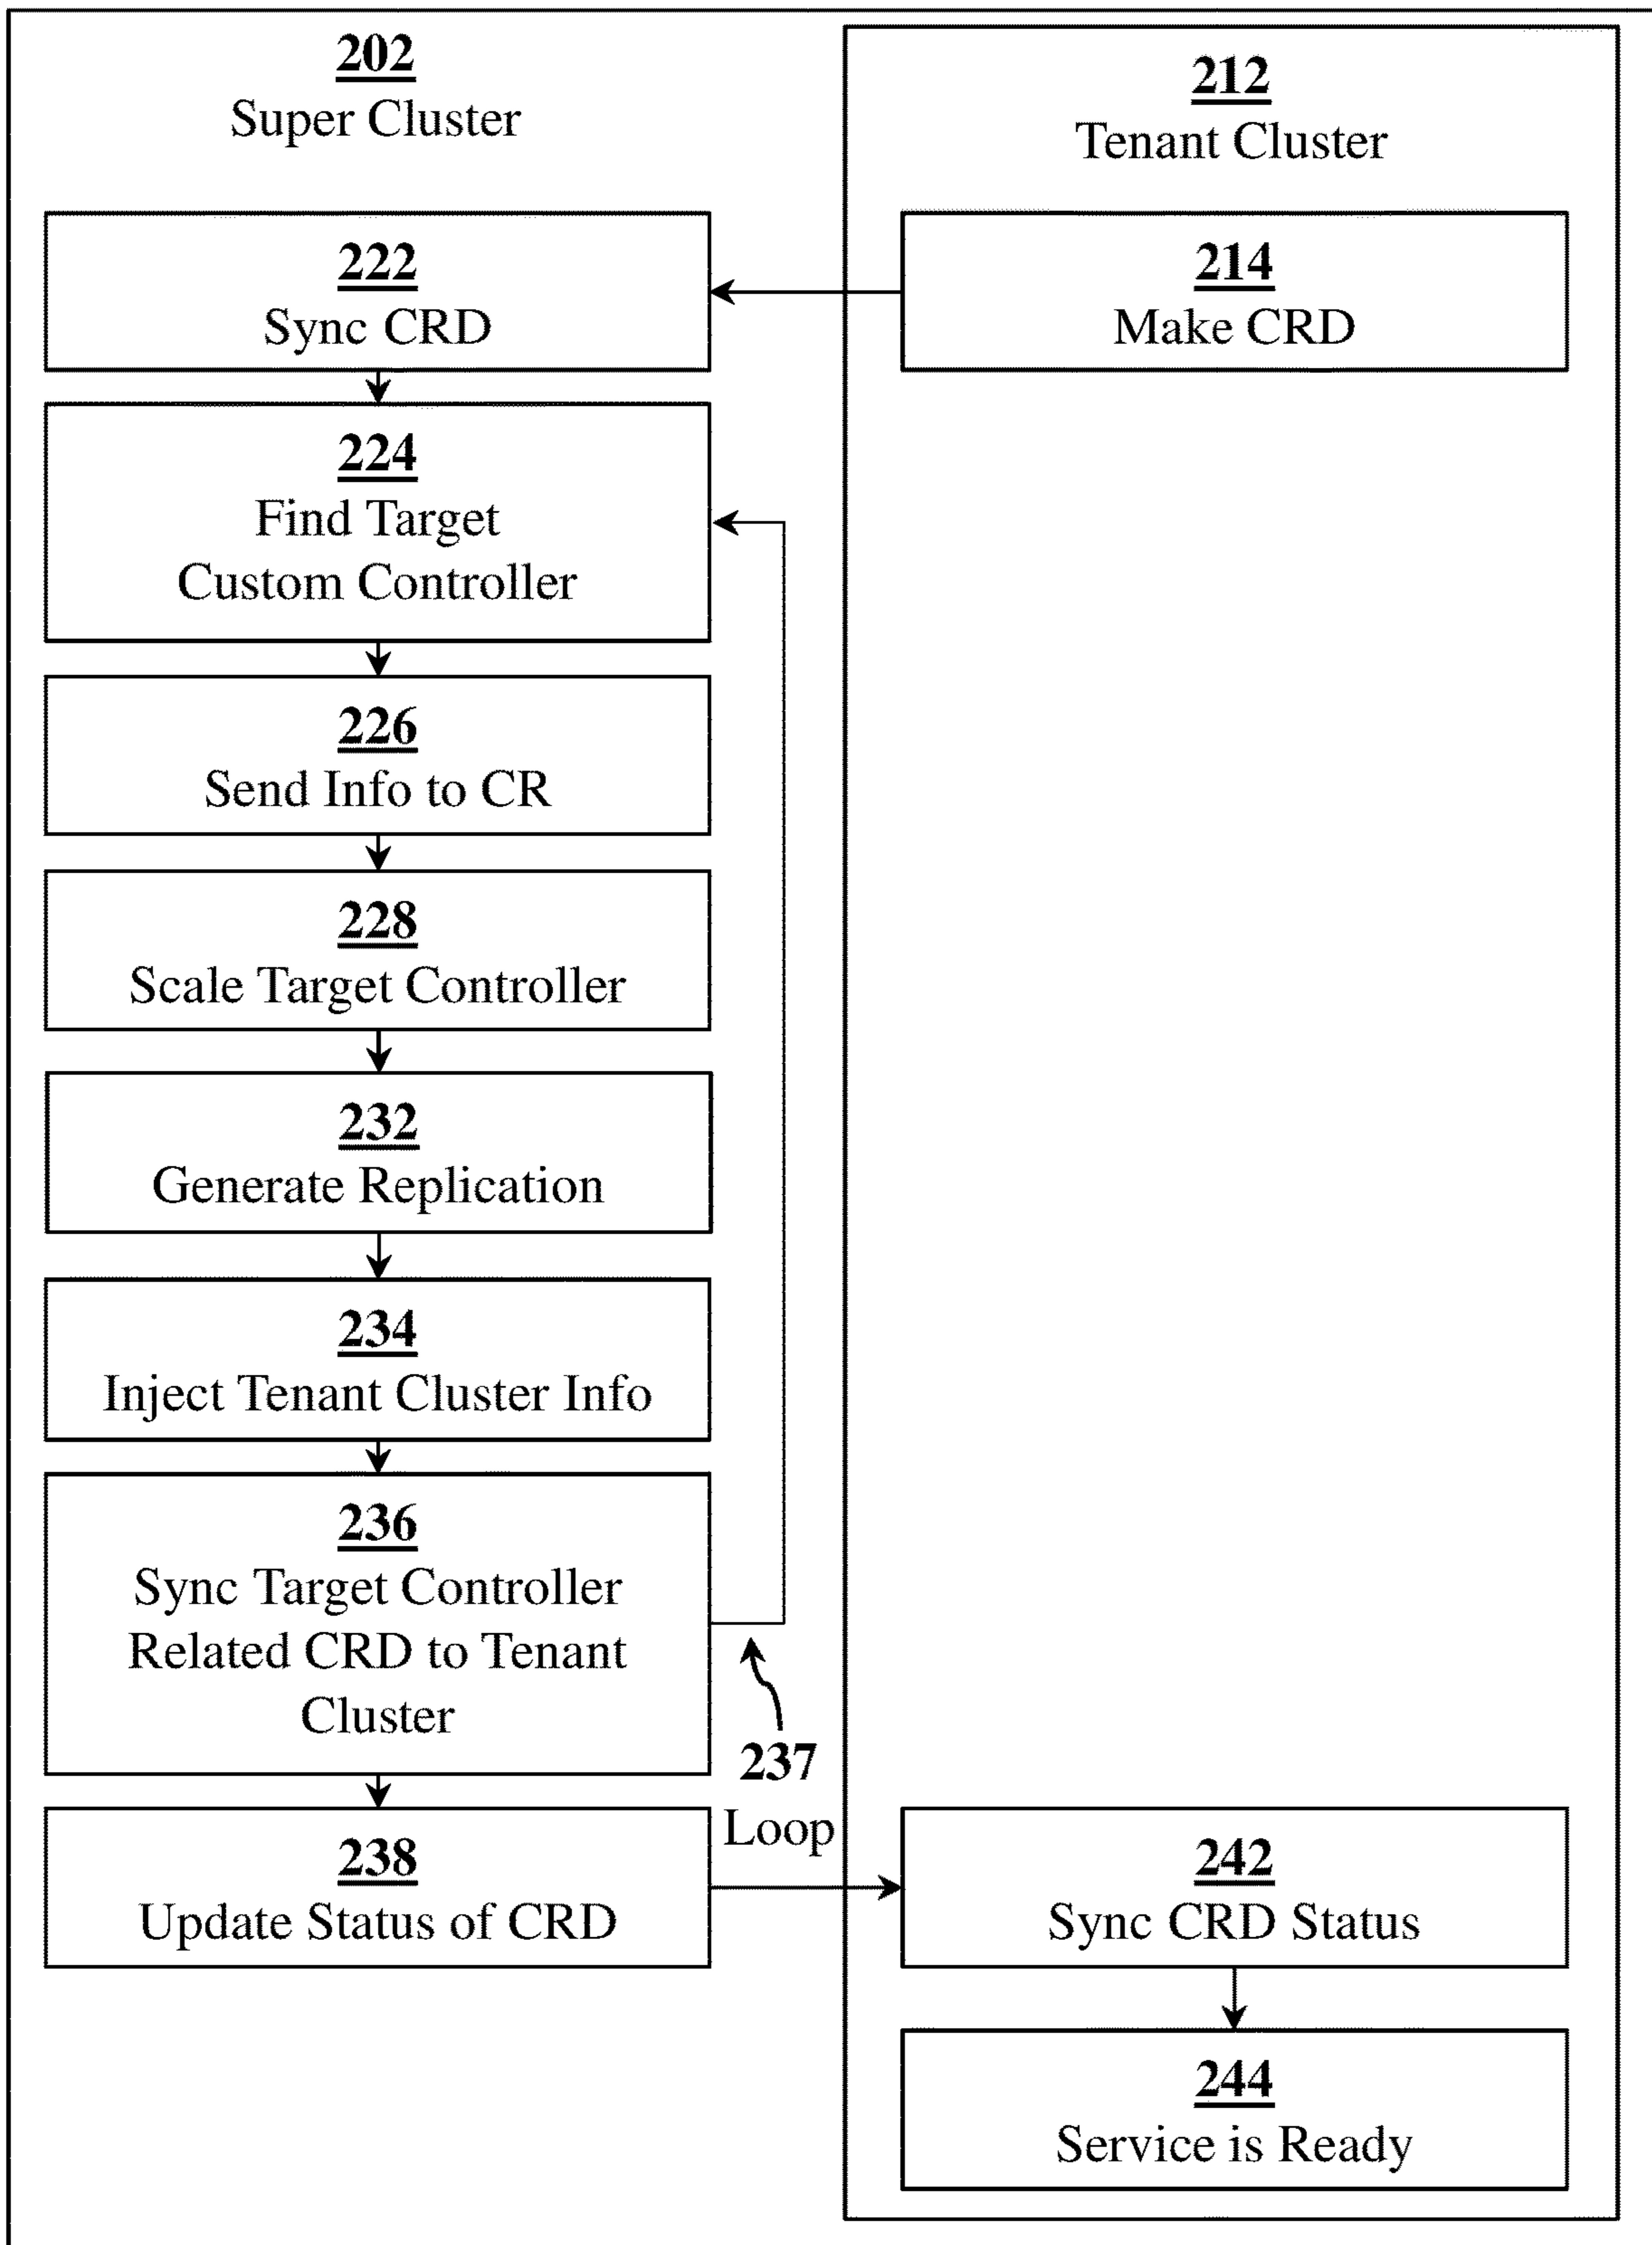 202
Super Cluster
212
Tenant Cluster
222
Sync CRD
214
Make CRD
224
Find Target
Custom Controller
226
Send Info to CR
228
Scale Target Controller
232
Generate Replication
234
Inject Tenant Cluster Info
236
Sync Target Controller
Related CRD to Tenant
Cluster
237
Loop
238
Update Status of CRD
242
Sync CRD Status
244
Service is Ready